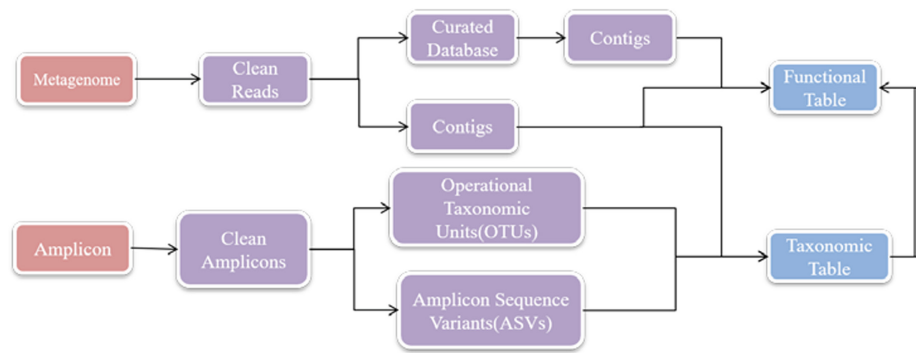 Metagenome
Clean
Reads
Curated
Database
Contigs
Contigs
Functional
Table
Amplicon
Clean
Amplicons
Operational
Taxonomic
Units(OTUs)
Amplicon Sequence
Variants(ASVs)
Taxonomic
Table